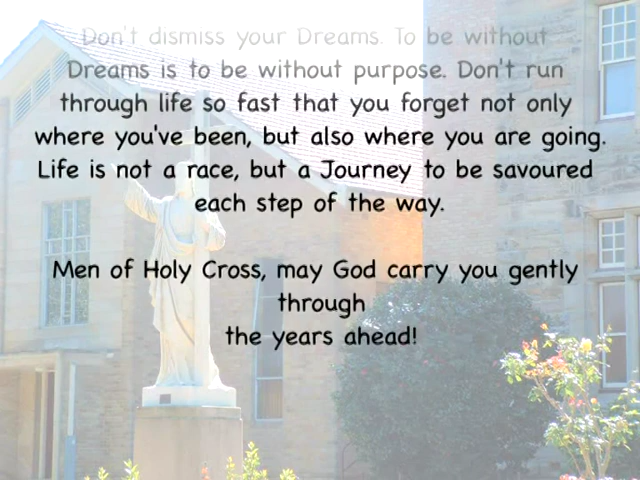 Don't dismiss your Dreams. To be without
Dreams is to be without purpose. Don't run
through life so fast that you forget not only
where you've been, but also where you are going.
Life is not a race, but a Journey to be savoured
each step of the way.
Men of Holy Cross, may God carry you gently
through
the years ahead!